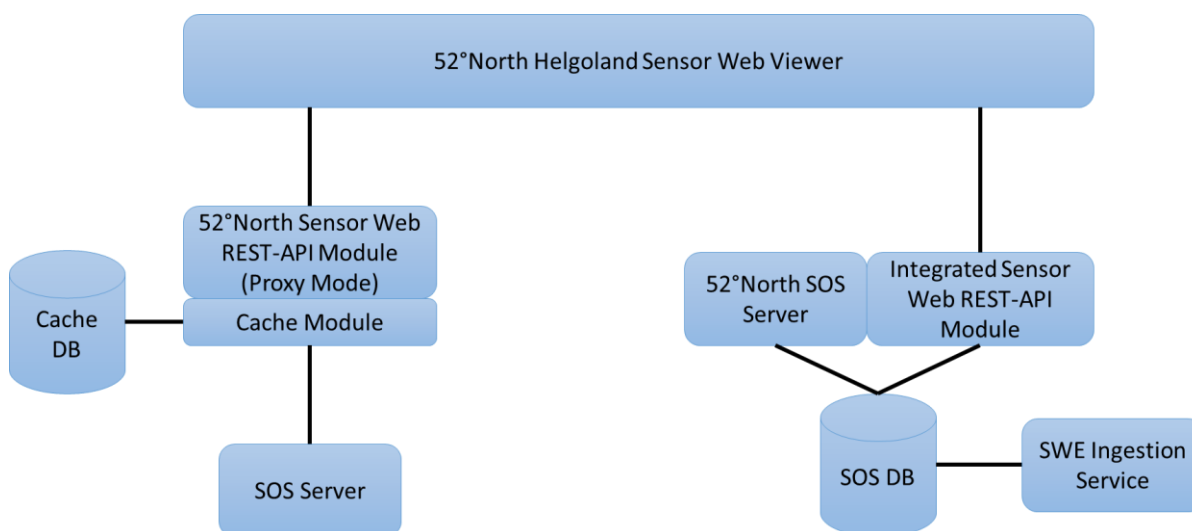 52°North Helgoland Sensor Web Viewer
52°North Sensor Web
REST-API Module
(Proxy Mode)
Cache Module
Cache
DB
SOS Server
52°North SOS
Server
Integrated Sensor
Web REST-API
Module
SOS DB
SWE Ingestion
Service